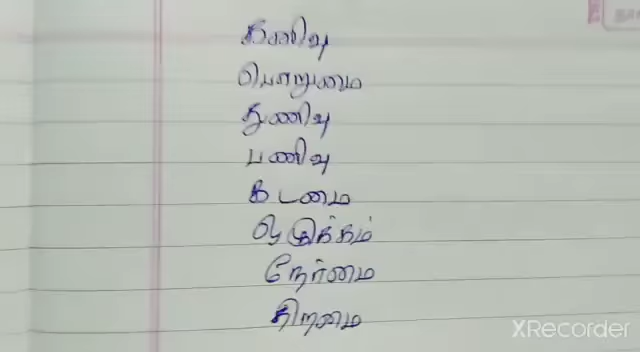 கனிவு
பொறுமை
துணிவு
பணிவு
கடமை
ஒழுக்கம்
நேர்மை
திறமை
XRecorder